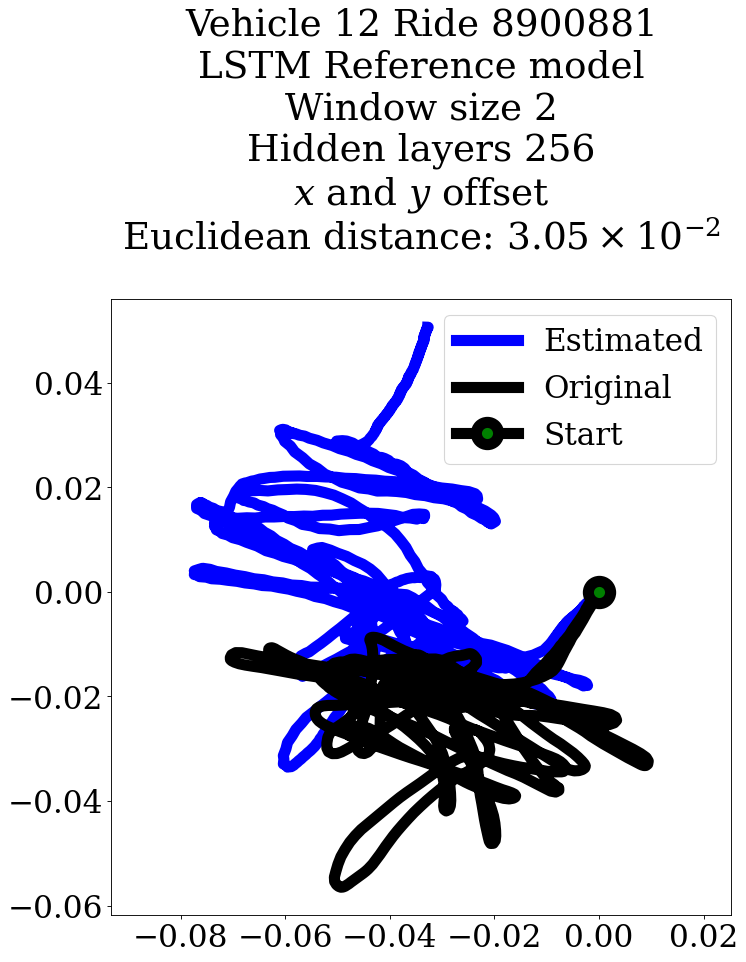 Vehicle 12 Ride 8900881
LSTM Reference model
Window size 2
Hidden layers 256
x and y offset
Euclidean distance: 3.05 × 10⁻²
Estimated
Original
Start
0.04
0.02
0.00
−0.02
−0.04
−0.06
−0.08 −0.06 −0.04 −0.02 0.00 0.02